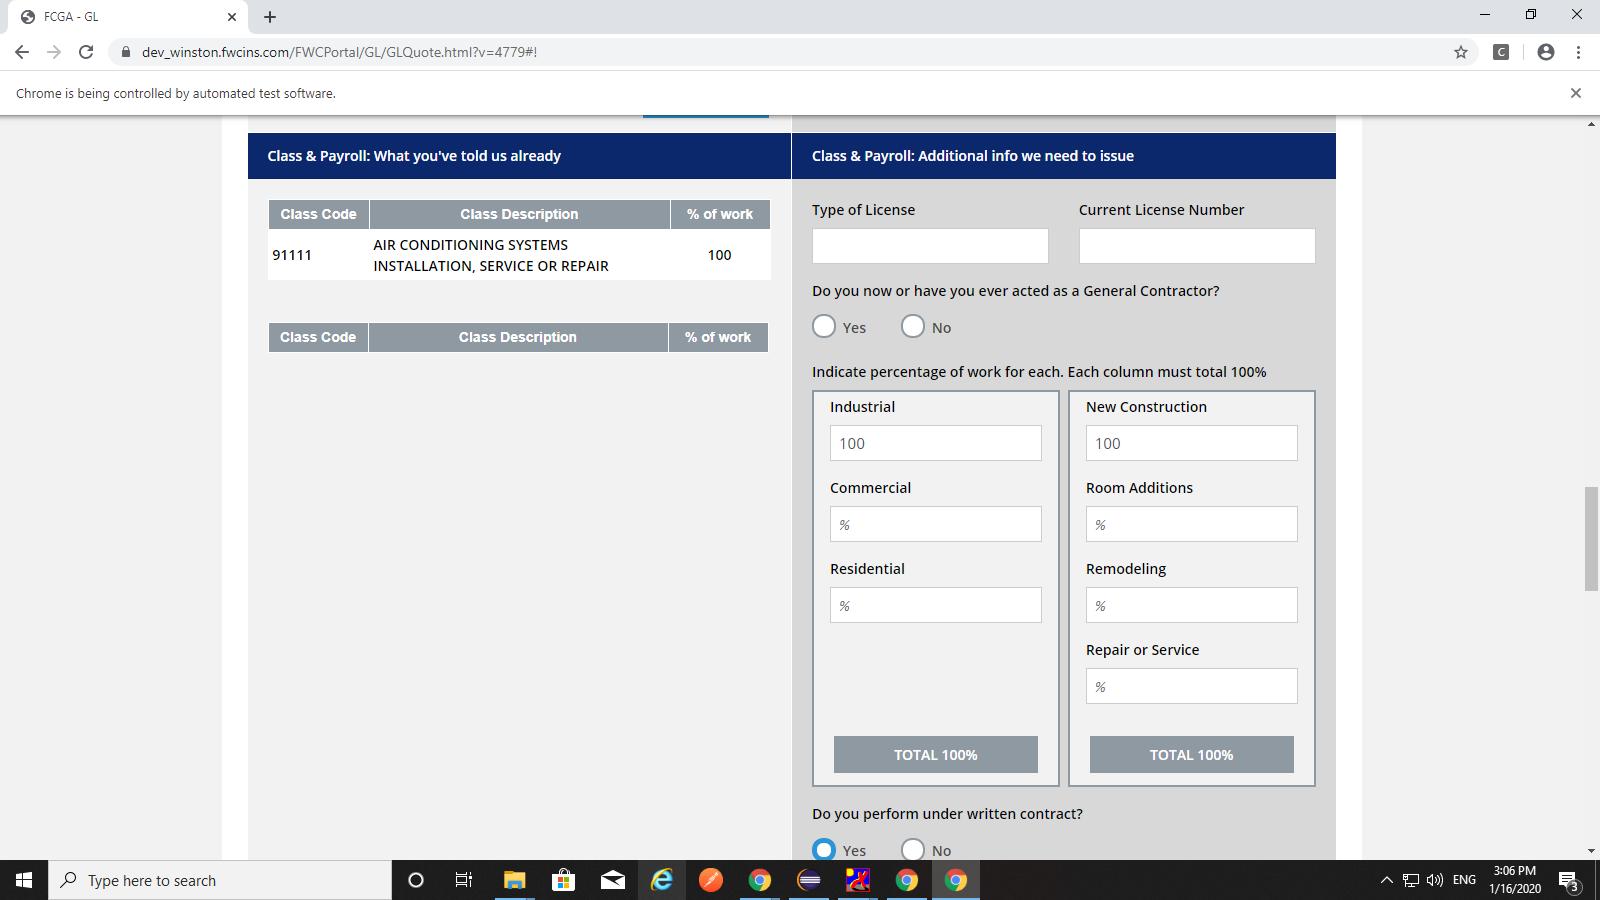 FCGA - GL
dev_winston.fwcins.com/FWCPortal/GL/GLQuote.html?v=4779#!
C
Chrome is being controlled by automated test software.
Class & Payroll: What you've told us already
Class Code Class Description % of work
91111 AIR CONDITIONING SYSTEMS INSTALLATION, SERVICE OR REPAIR 100
Class Code Class Description % of work
Class & Payroll: Additional info we need to issue
Type of License Current License Number
Do you now or have you ever acted as a General Contractor?
Yes No
Indicate percentage of work for each. Each column must total 100%
Industrial
100
Commercial
%
Residential
%
TOTAL 100%
New Construction
100
Room Additions
%
Remodeling
%
Repair or Service
%
TOTAL 100%
Do you perform under written contract?
Yes No
Type here to search
ENG
3:06 PM
1/16/2020
3